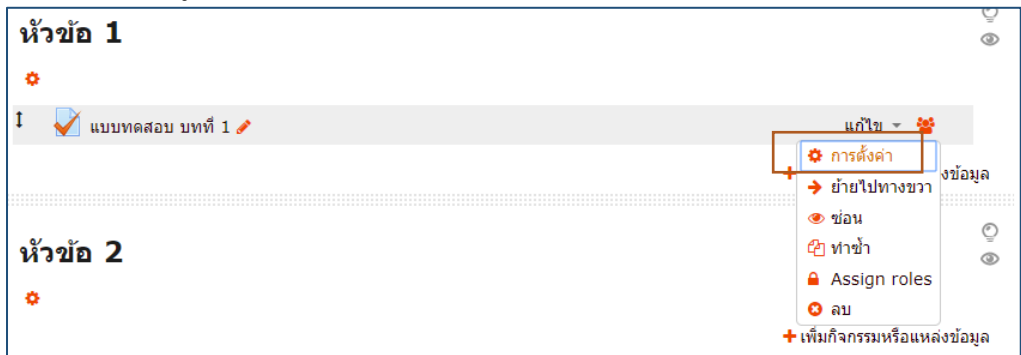 หัวข้อ 1
แบบทดสอบ บทที่ 1
แก้ไข
การตั้งค่า
งข้อมูล
ย้ายไปทางขวา
ซ่อน
หัวข้อ 2
ทำซ้ำ
Assign roles
ลบ
+ เพิ่มกิจกรรมหรือแหล่งข้อมูล